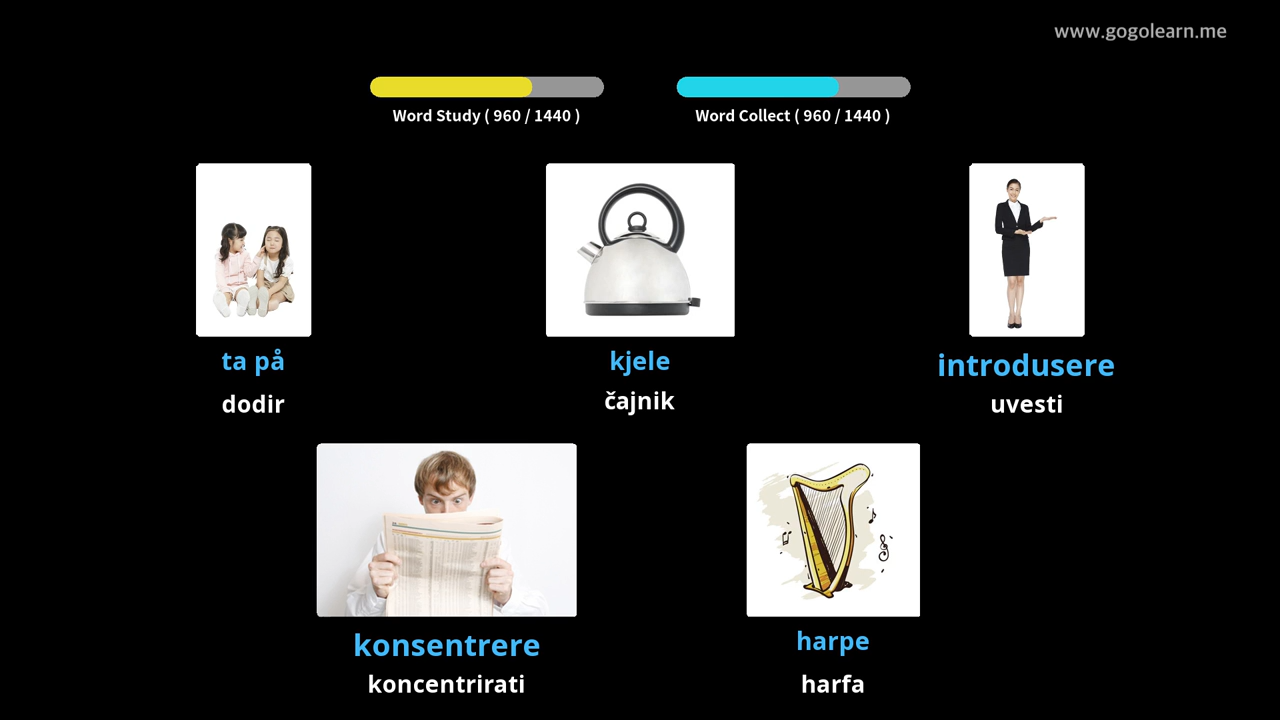 www.gogolearn.me
Word Study ( 960 / 1440 )
Word Collect ( 960 / 1440 )
ta på
dodir
kjele
čajnik
introdusere
uvesti
konsentrere
koncentrirati
harpe
harfa